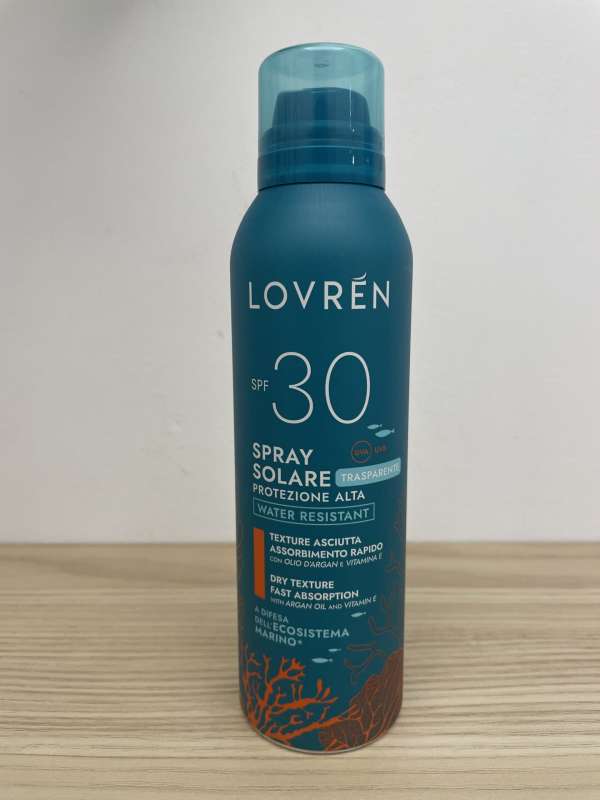 LOVRÉN
SPF 30
UVA UVB
SPRAY
SOLARE TRASPARENTE
PROTEZIONE ALTA
WATER RESISTANT
TEXTURE ASCIUTTA
ASSORBIMENTO RAPIDO
CON OLIO D'ARGAN E VITAMINA E
DRY TEXTURE
FAST ABSORPTION
WITH ARGAN OIL AND VITAMIN E
A DIFESA
DELL'ECOSISTEMA
MARINO*